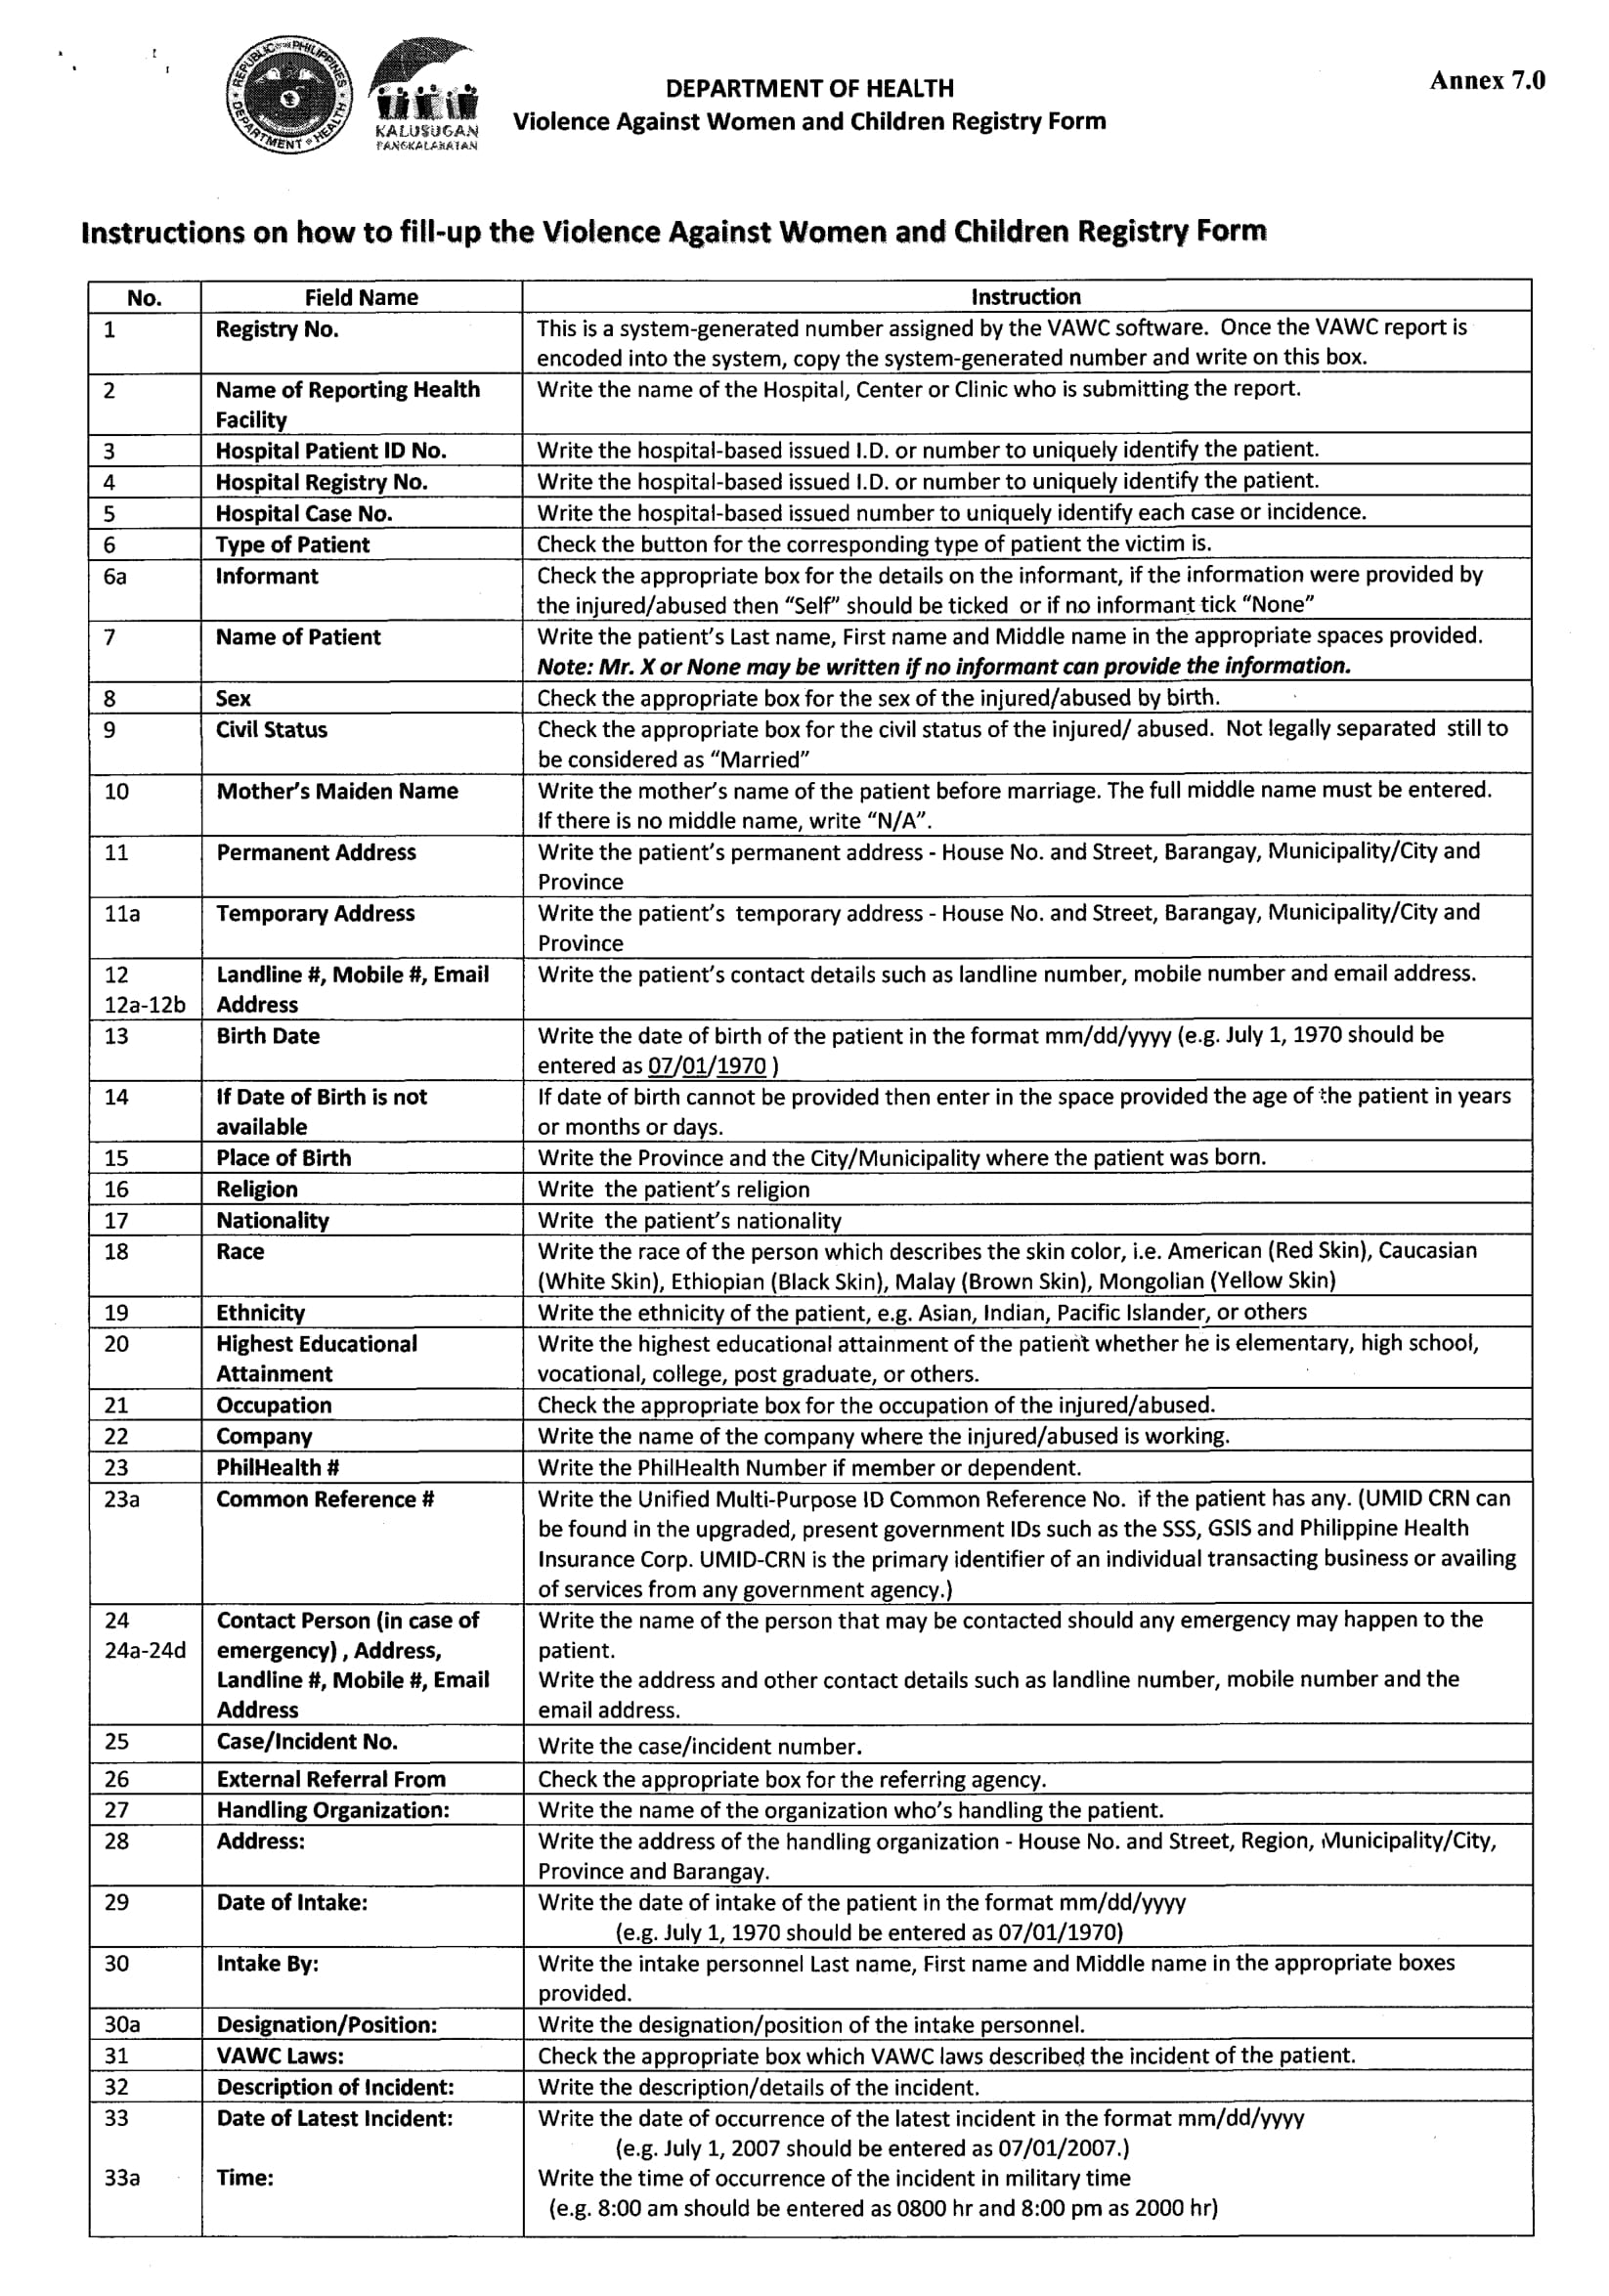 REPUBLIC OF THE PHILIPPINES
DEPARTMENT OF HEALTH
KALUSUGAN
PANGKALAHATAN
DEPARTMENT OF HEALTH
Violence Against Women and Children Registry Form
Annex 7.0
Instructions on how to fill-up the Violence Against Women and Children Registry Form
No. Field Name Instruction
1 Registry No. This is a system-generated number assigned by the VAWC software. Once the VAWC report is
encoded into the system, copy the system-generated number and write on this box.
2 Name of Reporting Health Write the name of the Hospital, Center or Clinic who is submitting the report.
Facility
3 Hospital Patient ID No. Write the hospital-based issued I.D. or number to uniquely identify the patient.
4 Hospital Registry No. Write the hospital-based issued I.D. or number to uniquely identify the patient.
5 Hospital Case No. Write the hospital-based issued number to uniquely identify each case or incidence.
6 Type of Patient Check the button for the corresponding type of patient the victim is.
6a Informant Check the appropriate box for the details on the informant, if the information were provided by
the injured/abused then “Self” should be ticked or if no informant tick “None”
7 Name of Patient Write the patient’s Last name, First name and Middle name in the appropriate spaces provided.
Note: Mr. X or None may be written if no informant can provide the information.
8 Sex Check the appropriate box for the sex of the injured/abused by birth.
9 Civil Status Check the appropriate box for the civil status of the injured/ abused. Not legally separated still to
be considered as “Married”
10 Mother’s Maiden Name Write the mother’s name of the patient before marriage. The full middle name must be entered.
If there is no middle name, write “N/A”.
11 Permanent Address Write the patient’s permanent address - House No. and Street, Barangay, Municipality/City and
Province
11a Temporary Address Write the patient’s temporary address - House No. and Street, Barangay, Municipality/City and
Province
12 Landline #, Mobile #, Email Write the patient’s contact details such as landline number, mobile number and email address.
12a-12b Address
13 Birth Date Write the date of birth of the patient in the format mm/dd/yyyy (e.g. July 1, 1970 should be
entered as 07/01/1970 )
14 If Date of Birth is not If date of birth cannot be provided then enter in the space provided the age of the patient in years
available or months or days.
15 Place of Birth Write the Province and the City/Municipality where the patient was born.
16 Religion Write the patient’s religion
17 Nationality Write the patient’s nationality
18 Race Write the race of the person which describes the skin color, i.e. American (Red Skin), Caucasian
(White Skin), Ethiopian (Black Skin), Malay (Brown Skin), Mongolian (Yellow Skin)
19 Ethnicity Write the ethnicity of the patient, e.g. Asian, Indian, Pacific Islander, or others
20 Highest Educational Write the highest educational attainment of the patient whether he is elementary, high school,
Attainment vocational, college, post graduate, or others.
21 Occupation Check the appropriate box for the occupation of the injured/abused.
22 Company Write the name of the company where the injured/abused is working.
23 PhilHealth # Write the PhilHealth Number if member or dependent.
23a Common Reference # Write the Unified Multi-Purpose ID Common Reference No. if the patient has any. (UMID CRN can
be found in the upgraded, present government IDs such as the SSS, GSIS and Philippine Health
Insurance Corp. UMID-CRN is the primary identifier of an individual transacting business or availing
of services from any government agency.)
24 Contact Person (in case of Write the name of the person that may be contacted should any emergency may happen to the
24a-24d emergency) , Address, patient.
Landline #, Mobile #, Email Write the address and other contact details such as landline number, mobile number and the
Address email address.
25 Case/Incident No. Write the case/incident number.
26 External Referral From Check the appropriate box for the referring agency.
27 Handling Organization: Write the name of the organization who’s handling the patient.
28 Address: Write the address of the handling organization - House No. and Street, Region, Municipality/City,
Province and Barangay.
29 Date of Intake: Write the date of intake of the patient in the format mm/dd/yyyy
(e.g. July 1, 1970 should be entered as 07/01/1970)
30 Intake By: Write the intake personnel Last name, First name and Middle name in the appropriate boxes
provided.
30a Designation/Position: Write the designation/position of the intake personnel.
31 VAWC Laws: Check the appropriate box which VAWC laws described the incident of the patient.
32 Description of Incident: Write the description/details of the incident.
33 Date of Latest Incident: Write the date of occurrence of the latest incident in the format mm/dd/yyyy
(e.g. July 1, 2007 should be entered as 07/01/2007.)
33a Time: Write the time of occurrence of the incident in military time
(e.g. 8:00 am should be entered as 0800 hr and 8:00 pm as 2000 hr)